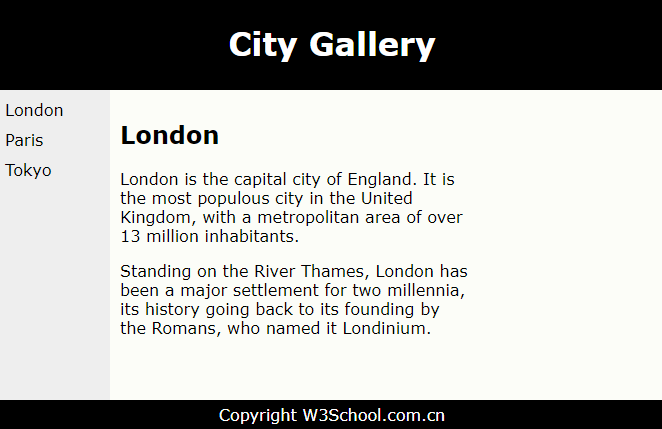 City Gallery
London
Paris
Tokyo
London
London is the capital city of England. It is
the most populous city in the United
Kingdom, with a metropolitan area of over
13 million inhabitants.
Standing on the River Thames, London has
been a major settlement for two millennia,
its history going back to its founding by
the Romans, who named it Londinium.
Copyright W3School.com.cn